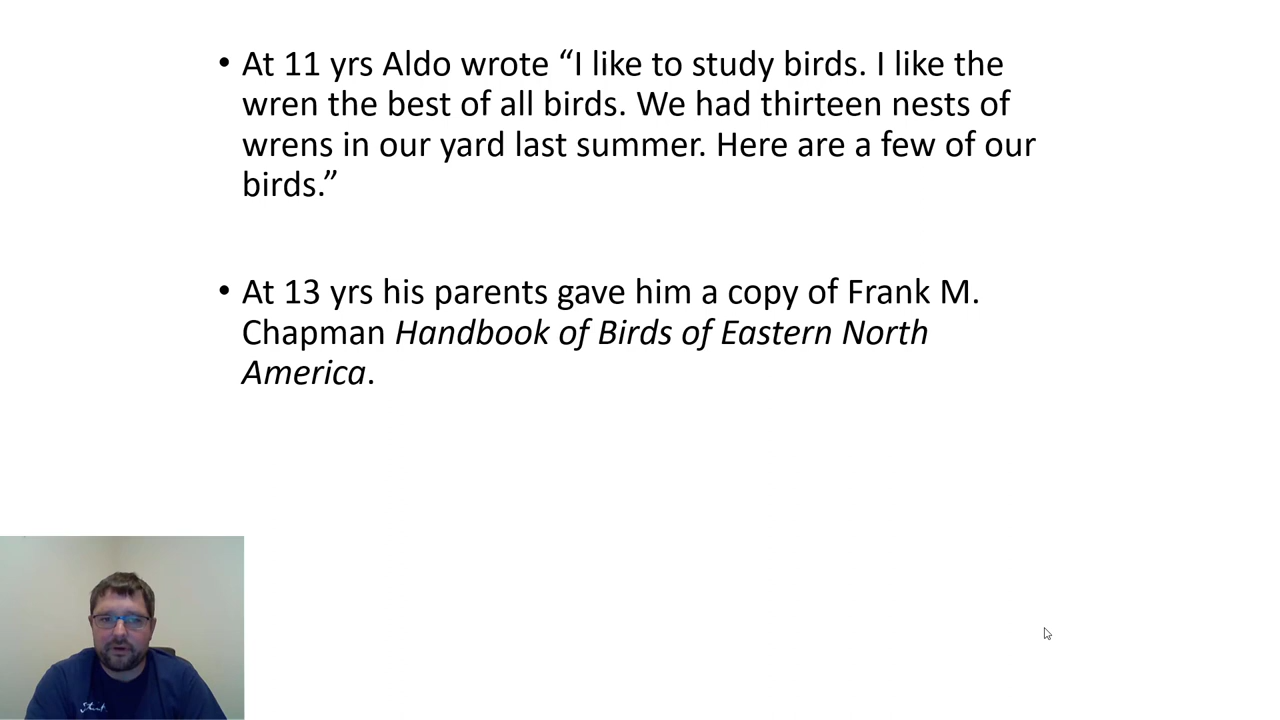 • At 11 yrs Aldo wrote “I like to study birds. I like the
wren the best of all birds. We had thirteen nests of
wrens in our yard last summer. Here are a few of our
birds.”
• At 13 yrs his parents gave him a copy of Frank M.
Chapman Handbook of Birds of Eastern North
America.